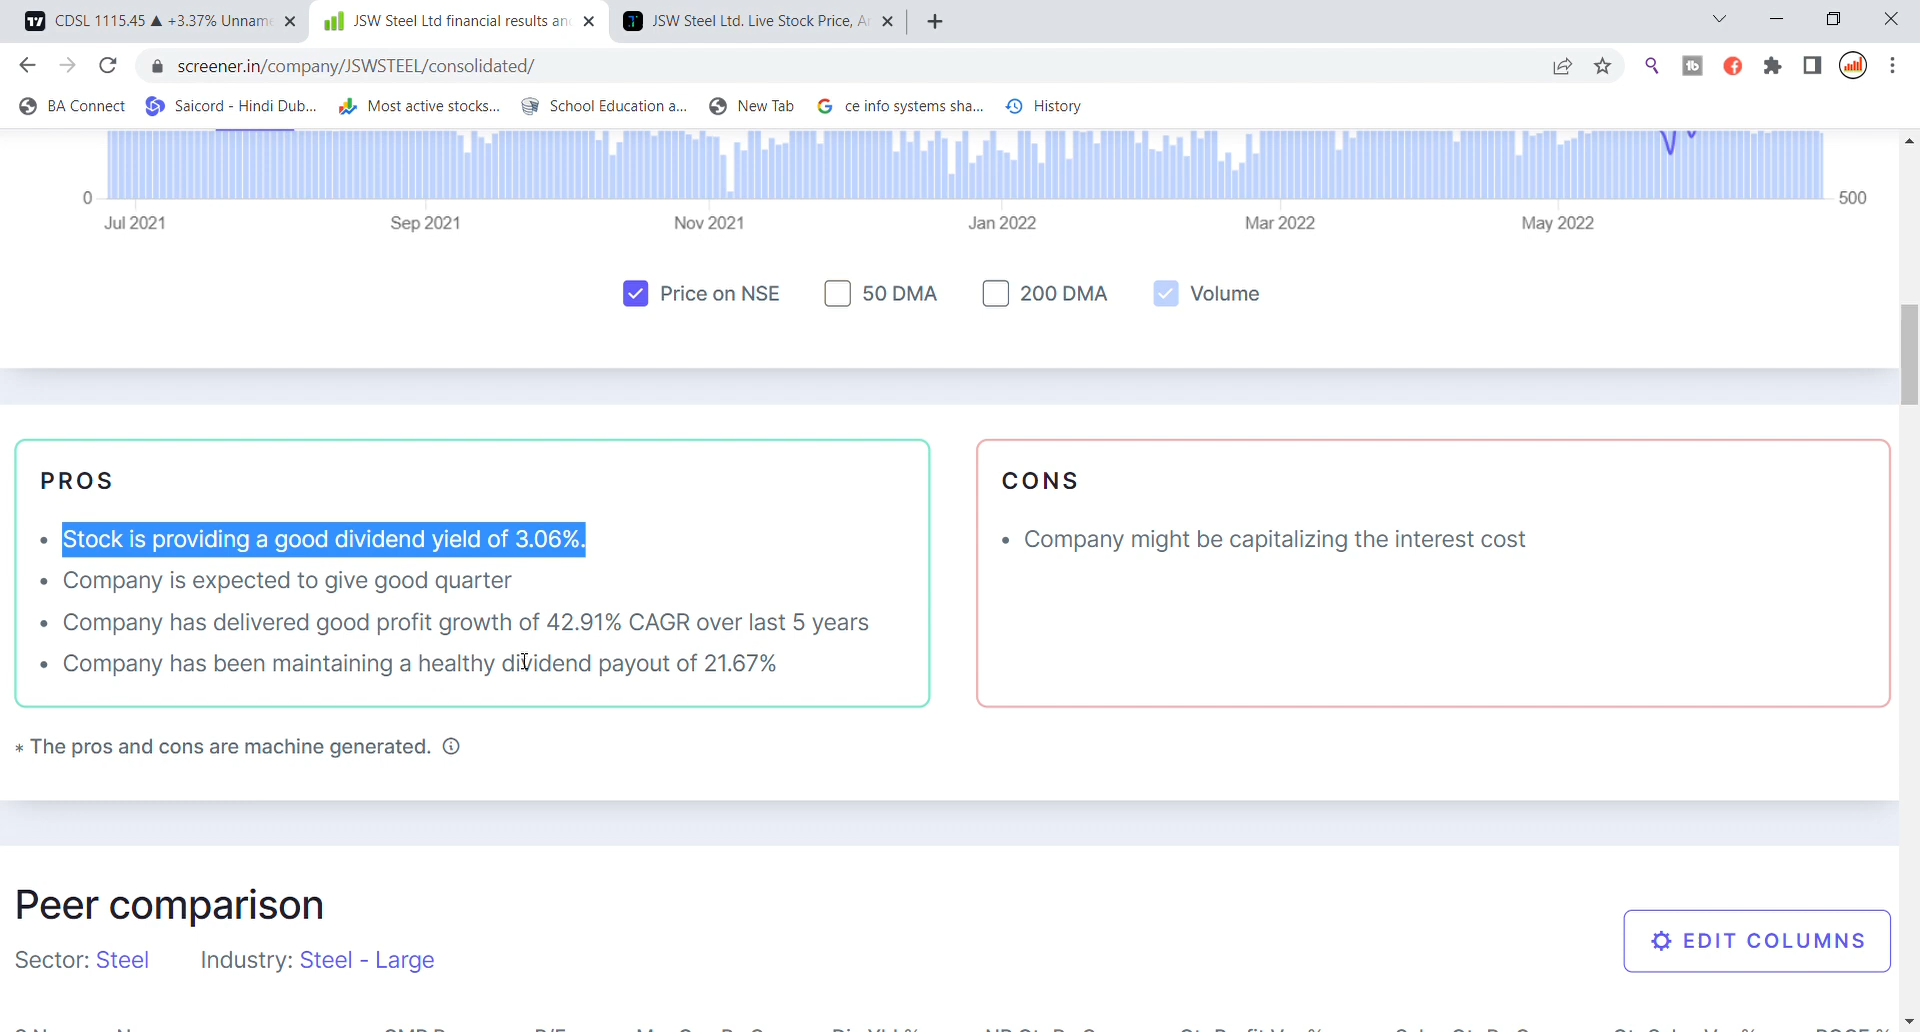 CDSL 1115.45 ▲ +3.37% Unname
JSW Steel Ltd financial results an
JSW Steel Ltd. Live Stock Price, An
screener.in/company/JSWSTEEL/consolidated/
BA Connect
Saicord - Hindi Dub...
Most active stocks...
School Education a...
New Tab
ce info systems sha...
History
0
500
Jul 2021
Sep 2021
Nov 2021
Jan 2022
Mar 2022
May 2022
Price on NSE
50 DMA
200 DMA
Volume
PROS
• Stock is providing a good dividend yield of 3.06%.
• Company is expected to give good quarter
• Company has delivered good profit growth of 42.91% CAGR over last 5 years
• Company has been maintaining a healthy dividend payout of 21.67%
CONS
• Company might be capitalizing the interest cost
* The pros and cons are machine generated.
Peer comparison
Sector: Steel
Industry: Steel - Large
EDIT COLUMNS